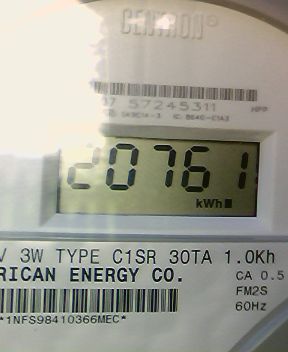 CENTRON®
57245311
20761
kWh
3W TYPE C1SR 30TA 1.0Kh
RICAN ENERGY CO.
CA 0.5
FM2S
60Hz
*1NFS98410366MEC*